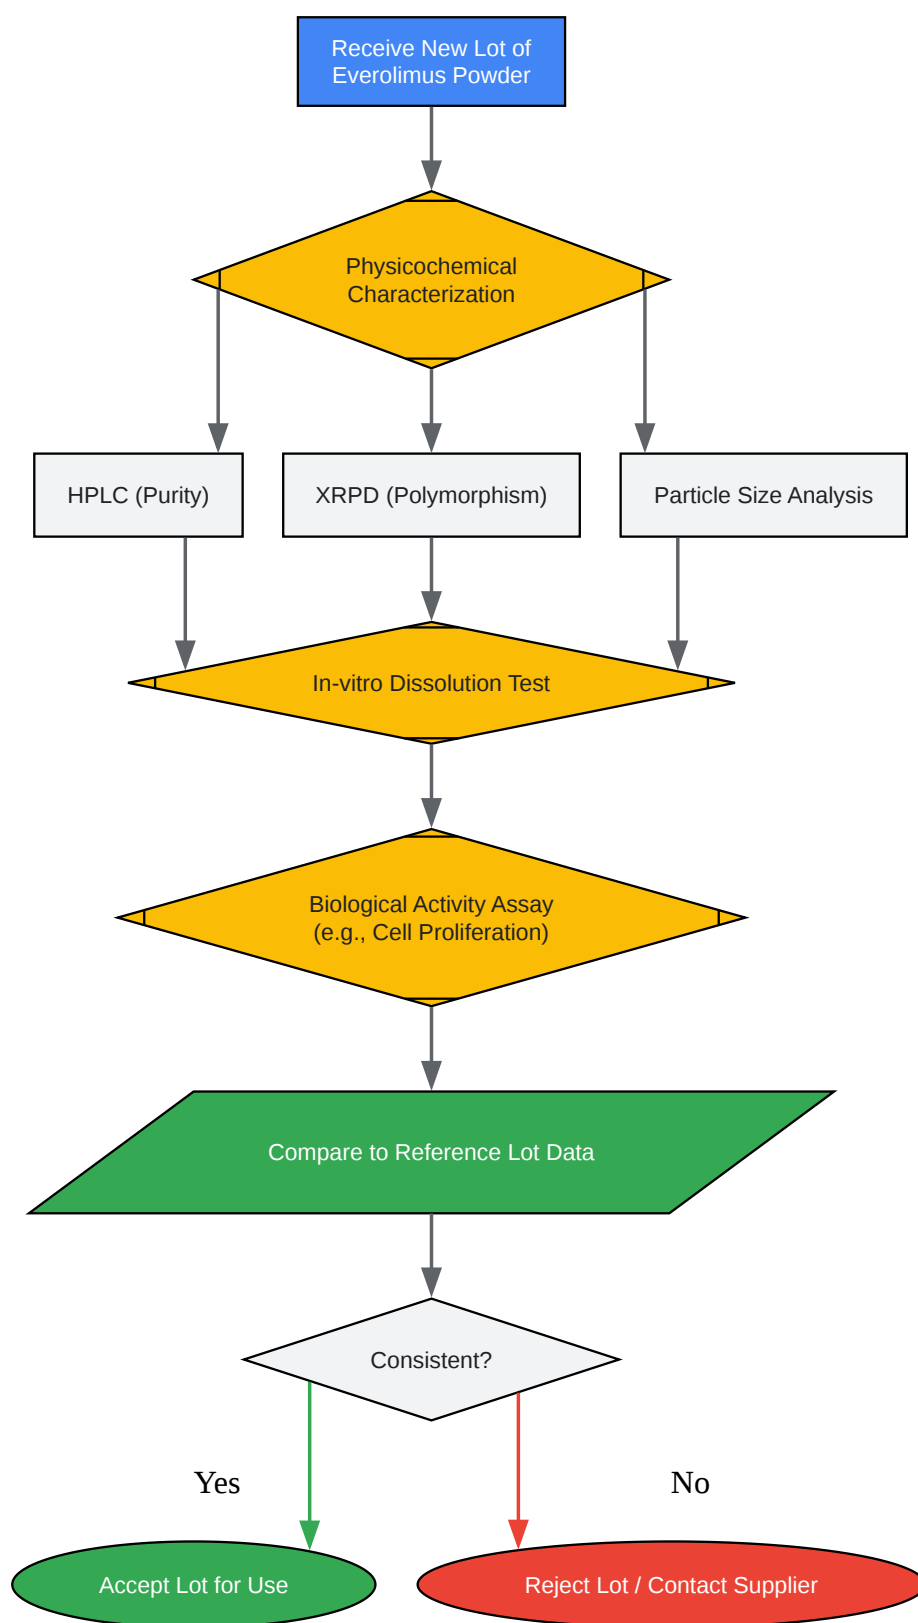 Receive New Lot of
Everolimus Powder
Physicochemical
Characterization
HPLC (Purity)
XRPD (Polymorphism)
Particle Size Analysis
In-vitro Dissolution Test
Biological Activity Assay
(e.g., Cell Proliferation)
Compare to Reference Lot Data
Consistent?
Yes
No
Accept Lot for Use
Reject Lot / Contact Supplier